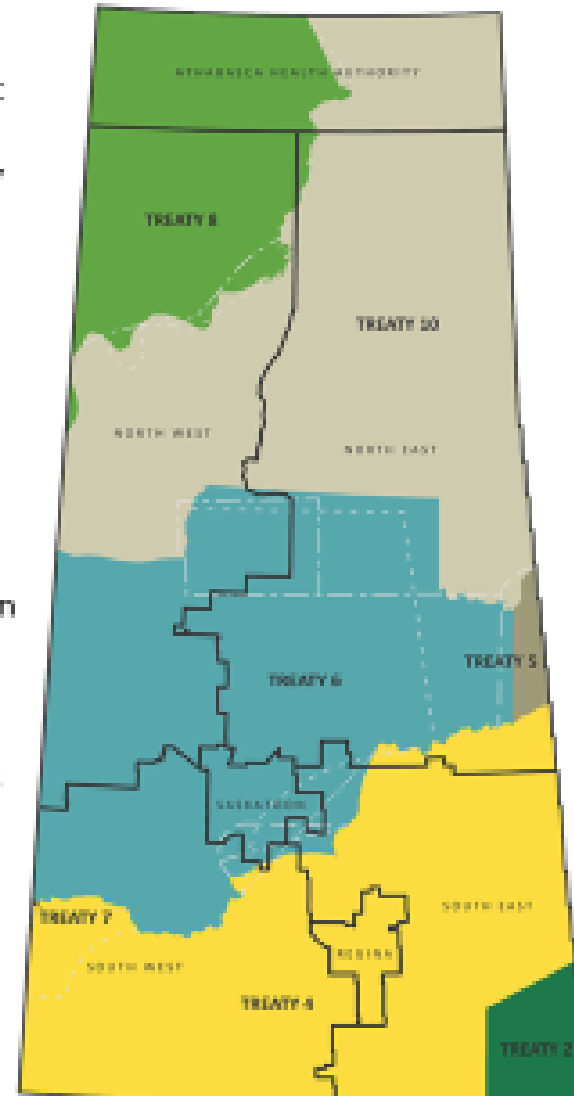 ATHABASCA HEALTH AUTHORITY
TREATY 8
TREATY 10
NORTH WEST
NORTH EAST
n
TREATY 5
TREATY 6
SASKATOON
SOUTH EAST
TREATY 7
REGINA
SOUTH WEST
TREATY 4
TREATY 2